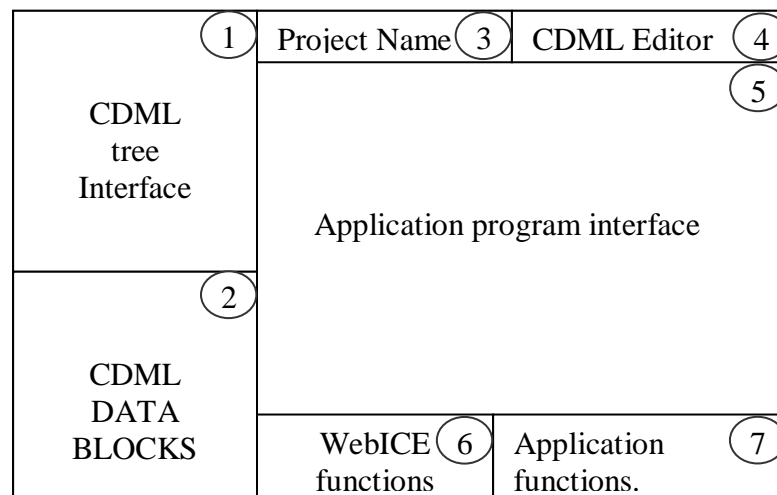 1
CDML
tree
Interface
2
CDML
DATA
BLOCKS
Project Name 3
CDML Editor 4
5
Application program interface
WebICE 6
functions
Application 7
functions.